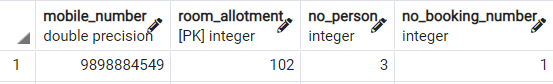 mobile_number room_allotment no_person no_booking_number
double precision [PK] integer integer integer
1 9898884549 102 3 1